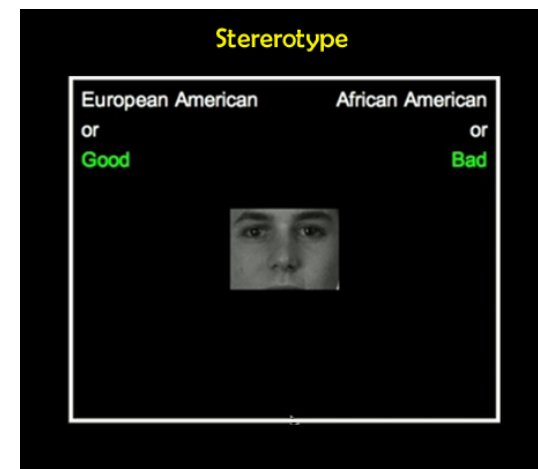 Stererotype
European American
African American
or
or
Good
Bad